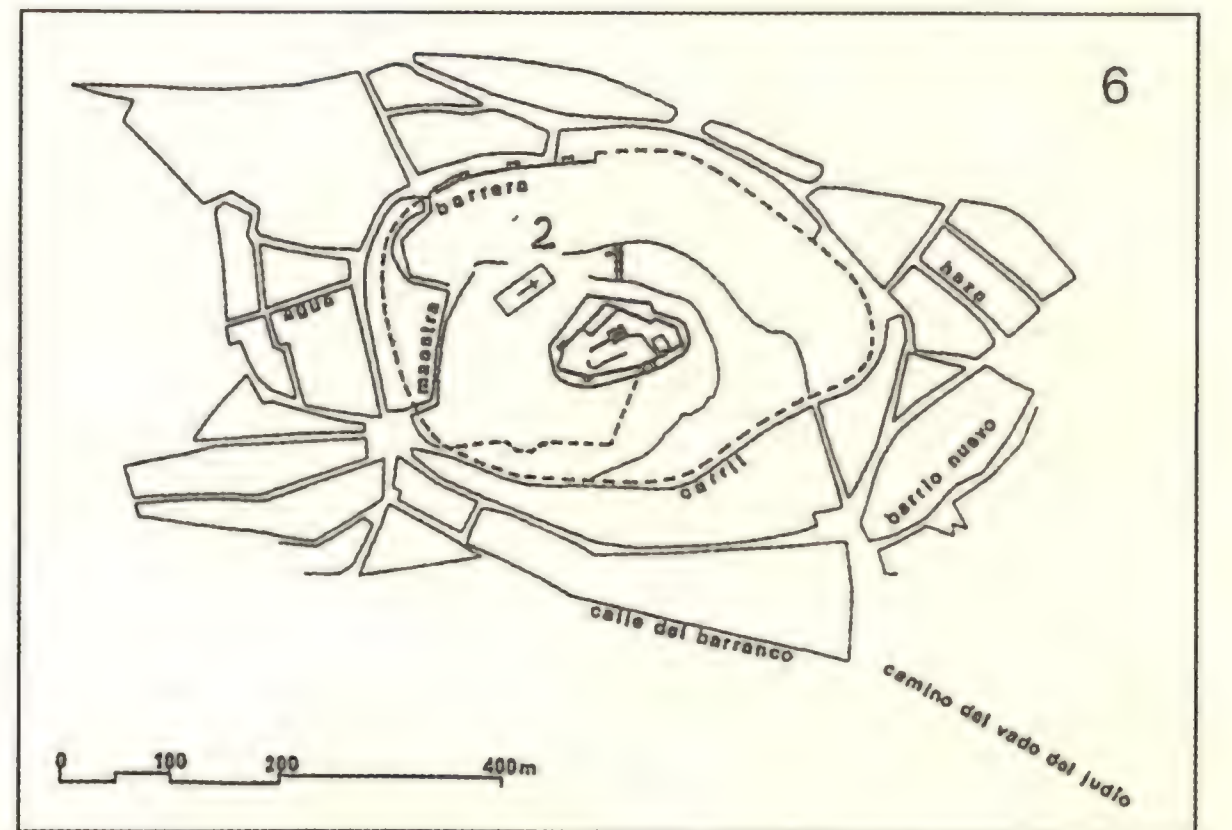 6
barrera
2
haza
agua
maestra
barrio nuevo
carril
calle del barranco
camino del vado del judio
0 100 200 400m